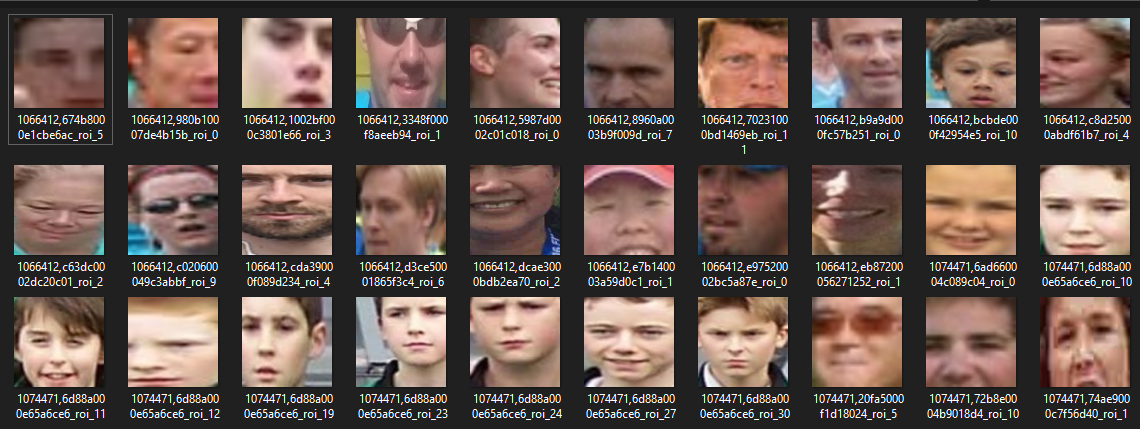 1066412,674b800
0e1cbe6ac_roi_5
1066412,980b100
07de4b15b_roi_0
1066412,1002bf00
0c3801e66_roi_3
1066412,3348f000
f8aeeb94_roi_1
1066412,5987d00
02c01c018_roi_0
1066412,8960a00
03b9f009d_roi_7
1066412,7023100
0bd1469eb_roi_1
1
1066412,b9a9d00
0fc57b251_roi_0
1066412,bcbde00
0f42954e5_roi_10
1066412,c8d2500
0abdf61b7_roi_4
1066412,c63dc00
02dc20c01_roi_2
1066412,c020600
049c3abbf_roi_9
1066412,cda3900
0f089d234_roi_4
1066412,d3ce500
01865f3c4_roi_6
1066412,dcae300
0bdb2ea70_roi_2
1066412,e7b1400
03a59d0c1_roi_1
1066412,e975200
02bc5a87e_roi_0
1066412,eb87200
056271252_roi_1
1074471,6ad6600
04c089c04_roi_0
1074471,6d88a00
0e65a6ce6_roi_10
1074471,6d88a00
0e65a6ce6_roi_11
1074471,6d88a00
0e65a6ce6_roi_12
1074471,6d88a00
0e65a6ce6_roi_19
1074471,6d88a00
0e65a6ce6_roi_23
1074471,6d88a00
0e65a6ce6_roi_24
1074471,6d88a00
0e65a6ce6_roi_27
1074471,6d88a00
0e65a6ce6_roi_30
1074471,20fa5000
f1d18024_roi_5
1074471,72b8e00
04b9018d4_roi_10
1074471,74ae900
0c7f56d40_roi_1